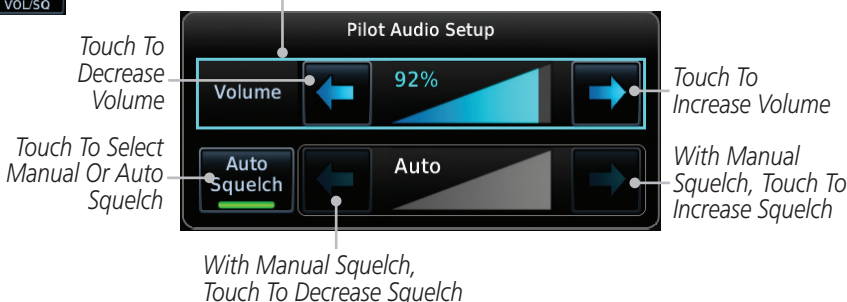 VOL/SQ
Pilot Audio Setup
Touch To
Decrease
Volume
Volume
92%
Touch To
Increase Volume
Touch To Select
Manual Or Auto
Squelch
Auto
Squelch
Auto
With Manual
Squelch, Touch To
Increase Squelch
With Manual Squelch,
Touch To Decrease Squelch